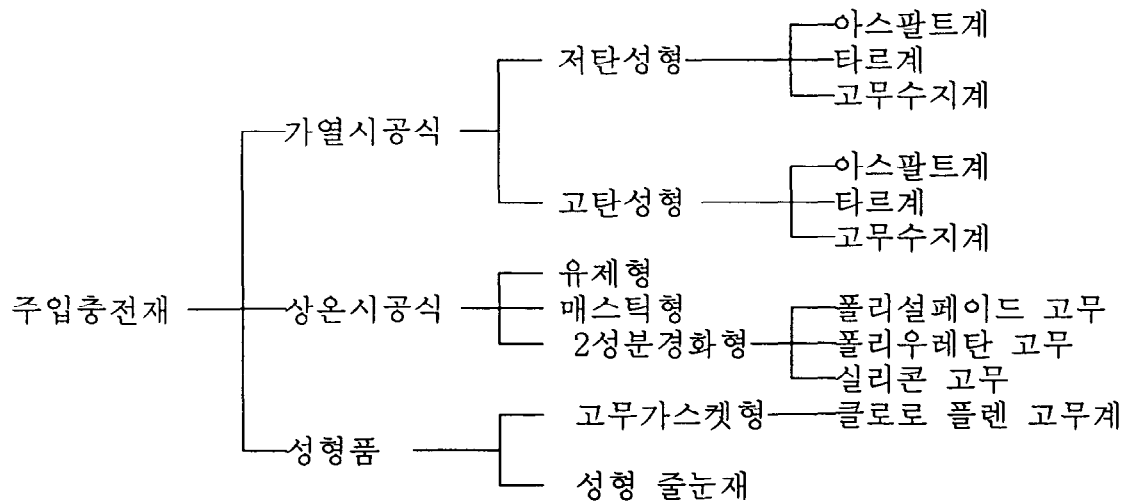 아스팔트계
저탄성형
타르계
고무수지계
가열시공식
아스팔트계
고탄성형
타르계
고무수지계
유제형
주입충전재
상온시공식
매스틱형
폴리설페이드 고무
2성분경화형
폴리우레탄 고무
실리콘 고무
고무가스켓형
클로로 플렌 고무계
성형품
성형 줄눈재